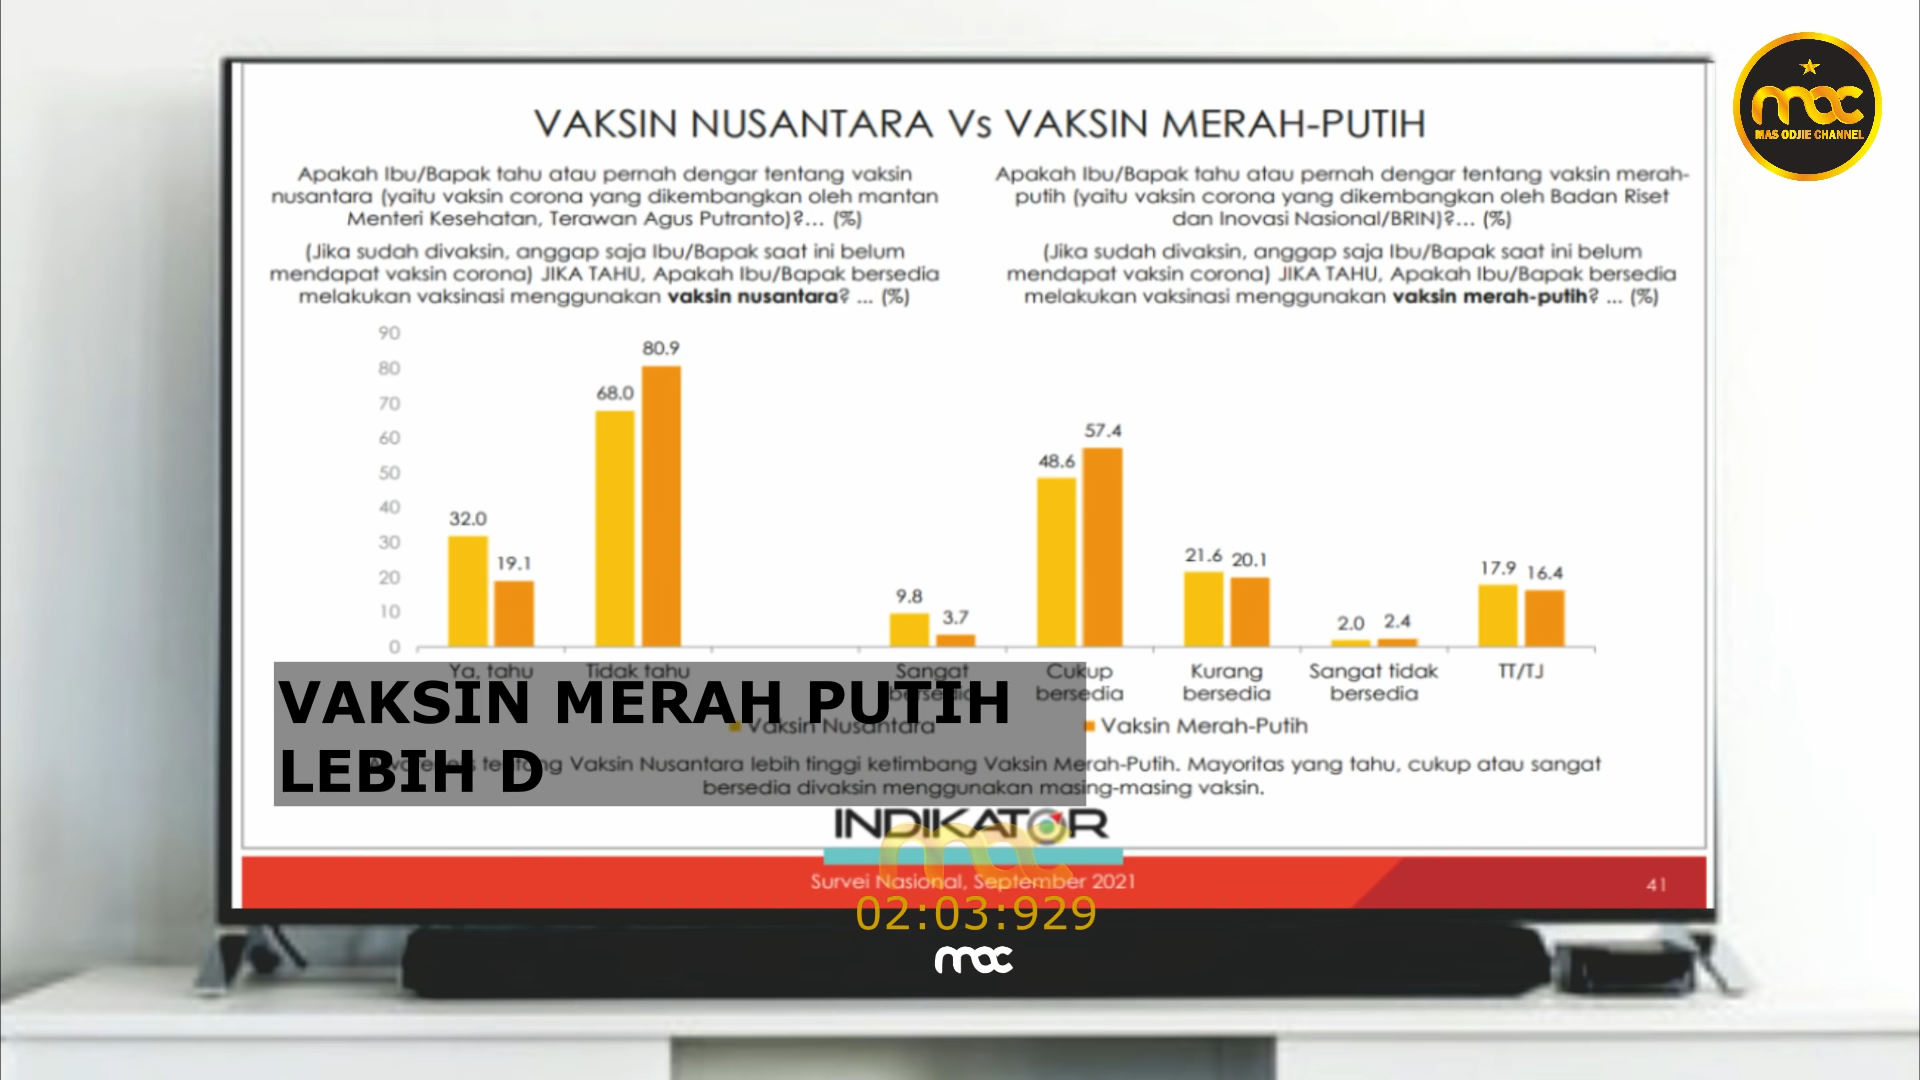 moc
MAS ODJIE CHANNEL
VAKSIN NUSANTARA Vs VAKSIN MERAH-PUTIH
Apakah Ibu/Bapak tahu atau pernah dengar tentang vaksin
nusantara (yaitu vaksin corona yang dikembangkan oleh mantan
Menteri Kesehatan, Terawan Agus Putranto)?... (%)
(Jika sudah divaksin, anggap saja Ibu/Bapak saat ini belum
mendapat vaksin corona) JIKA TAHU, Apakah Ibu/Bapak bersedia
melakukan vaksinasi menggunakan vaksin nusantara? ... (%)
Apakah Ibu/Bapak tahu atau pernah dengar tentang vaksin merah-
putih (yaitu vaksin corona yang dikembangkan oleh Badan Riset
dan Inovasi Nasional/BRIN)?... (%)
(Jika sudah divaksin, anggap saja Ibu/Bapak saat ini belum
mendapat vaksin corona) JIKA TAHU, Apakah Ibu/Bapak bersedia
melakukan vaksinasi menggunakan vaksin merah-putih? ... (%)
90
80
70
60
50
40
30
20
10
0
32.0
19.1
68.0
80.9
9.8
3.7
48.6
57.4
21.6
20.1
2.0
2.4
17.9
16.4
Ya, tahu
Tidak tahu
Sangat
bersedia
Cukup
bersedia
Kurang
bersedia
Sangat tidak
bersedia
TT/TJ
Vaksin Nusantara
Vaksin Merah-Putih
VAKSIN MERAH PUTIH
LEBIH D
tentang Vaksin Nusantara lebih tinggi ketimbang Vaksin Merah-Putih. Mayoritas yang tahu, cukup atau sangat
bersedia divaksin menggunakan masing-masing vaksin.
INDIKATOR
moc
Survei Nasional, September 2021
41
02:03:929
moc